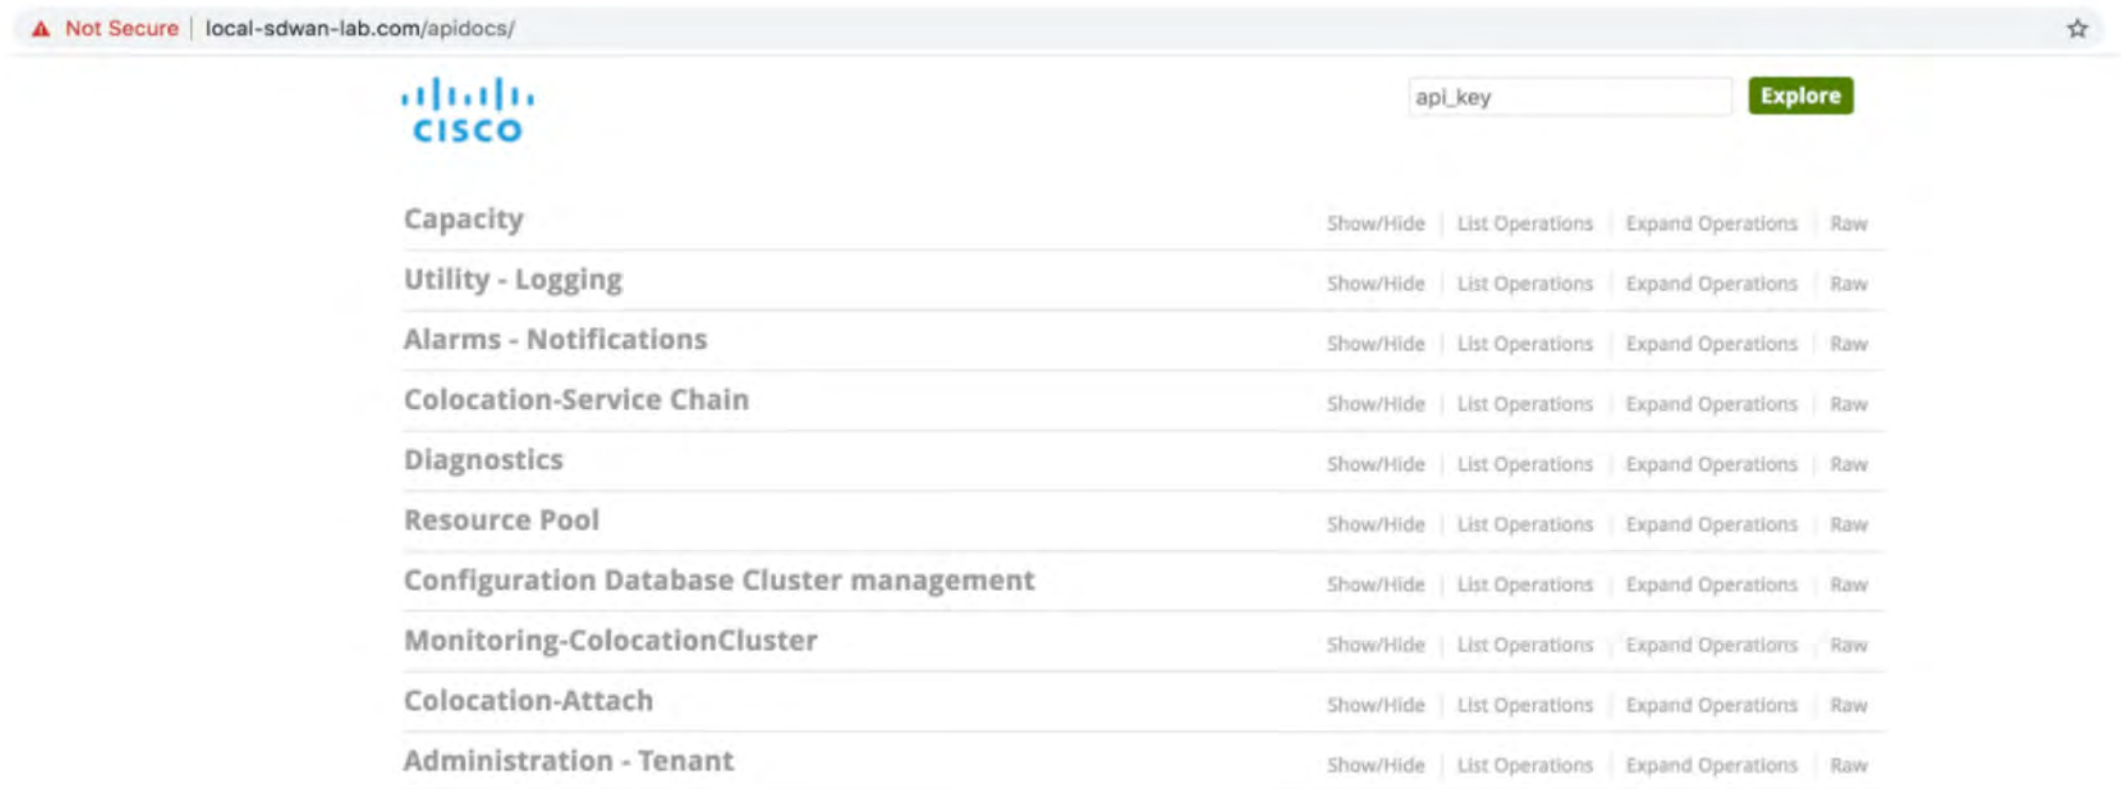 Not Secure | local-sdwan-lab.com/apidocs/
CISCO
api_key Explore
Capacity Show/Hide List Operations Expand Operations Raw
Utility - Logging Show/Hide List Operations Expand Operations Raw
Alarms - Notifications Show/Hide List Operations Expand Operations Raw
Colocation-Service Chain Show/Hide List Operations Expand Operations Raw
Diagnostics Show/Hide List Operations Expand Operations Raw
Resource Pool Show/Hide List Operations Expand Operations Raw
Configuration Database Cluster management Show/Hide List Operations Expand Operations Raw
Monitoring-ColocationCluster Show/Hide List Operations Expand Operations Raw
Colocation-Attach Show/Hide List Operations Expand Operations Raw
Administration - Tenant Show/Hide List Operations Expand Operations Raw